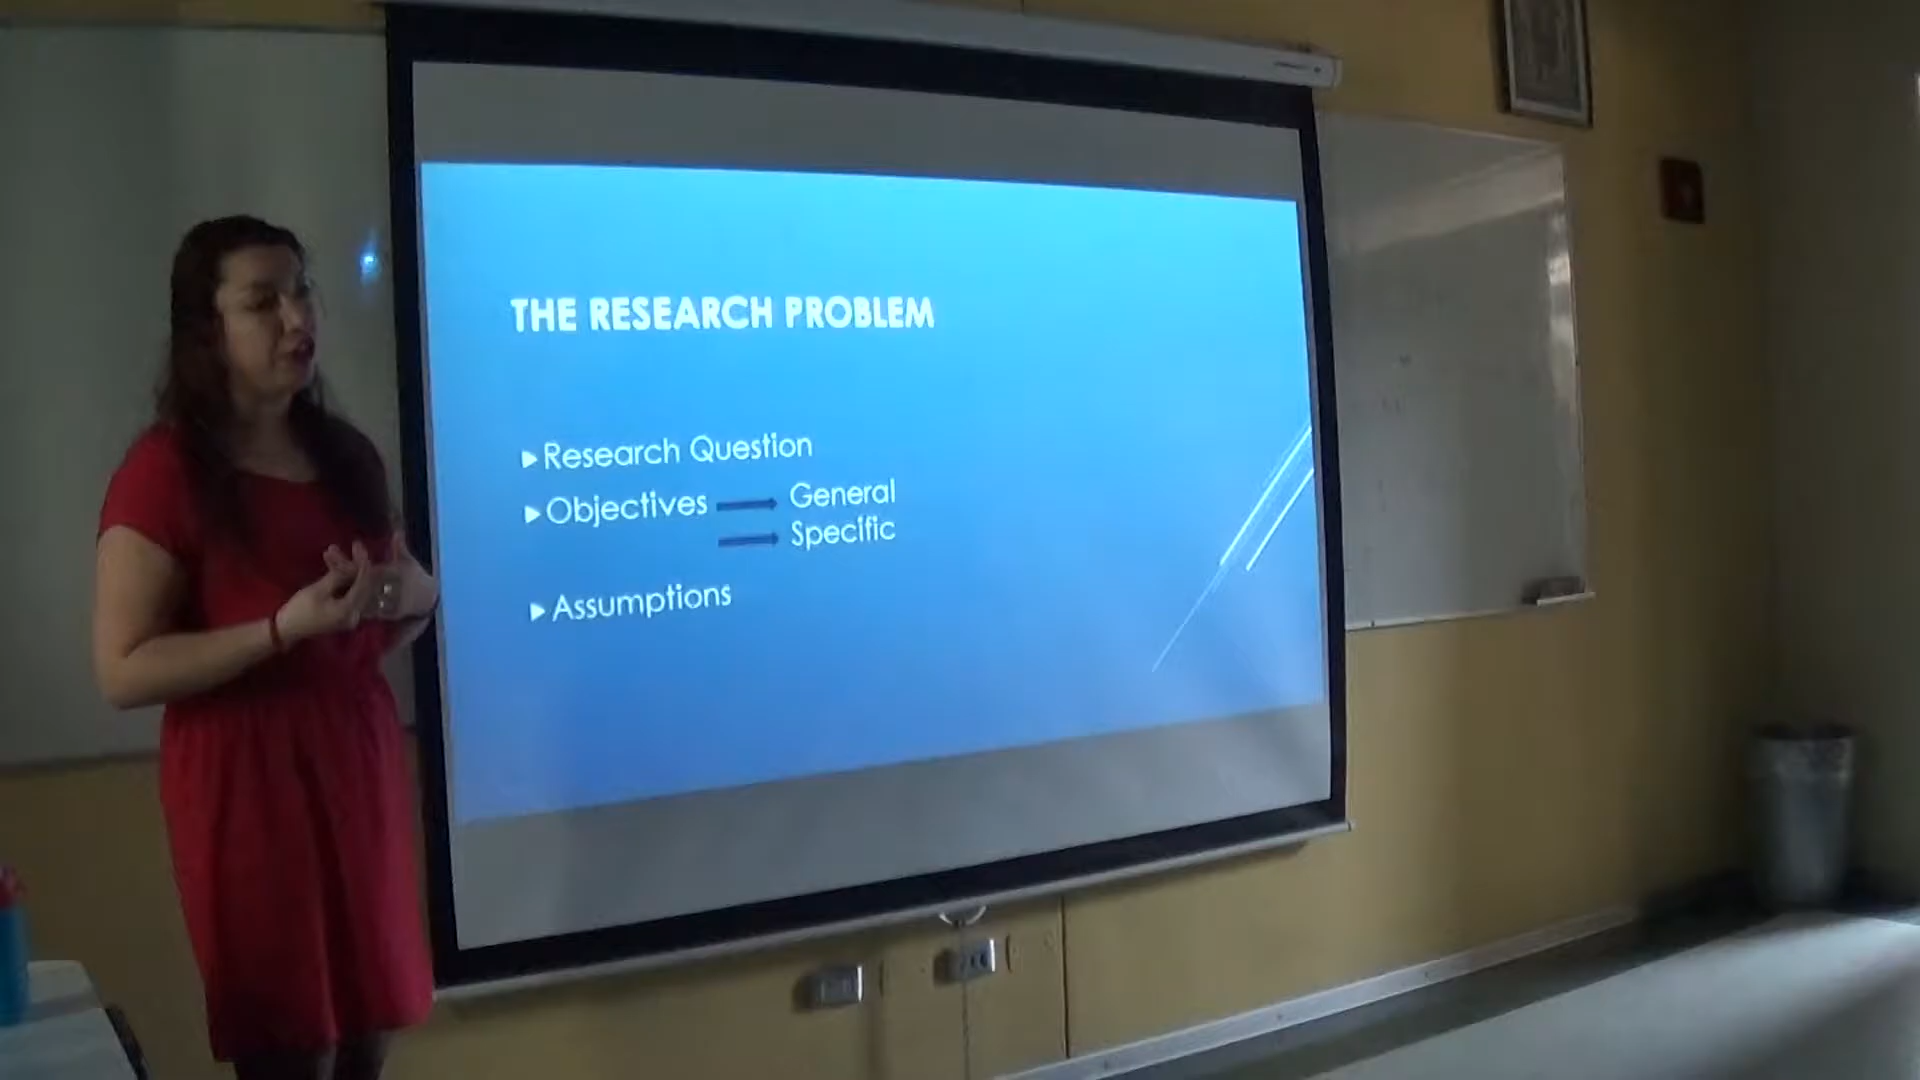 THE RESEARCH PROBLEM
▸Research Question
▸Objectives → General
→ Specific
▸Assumptions